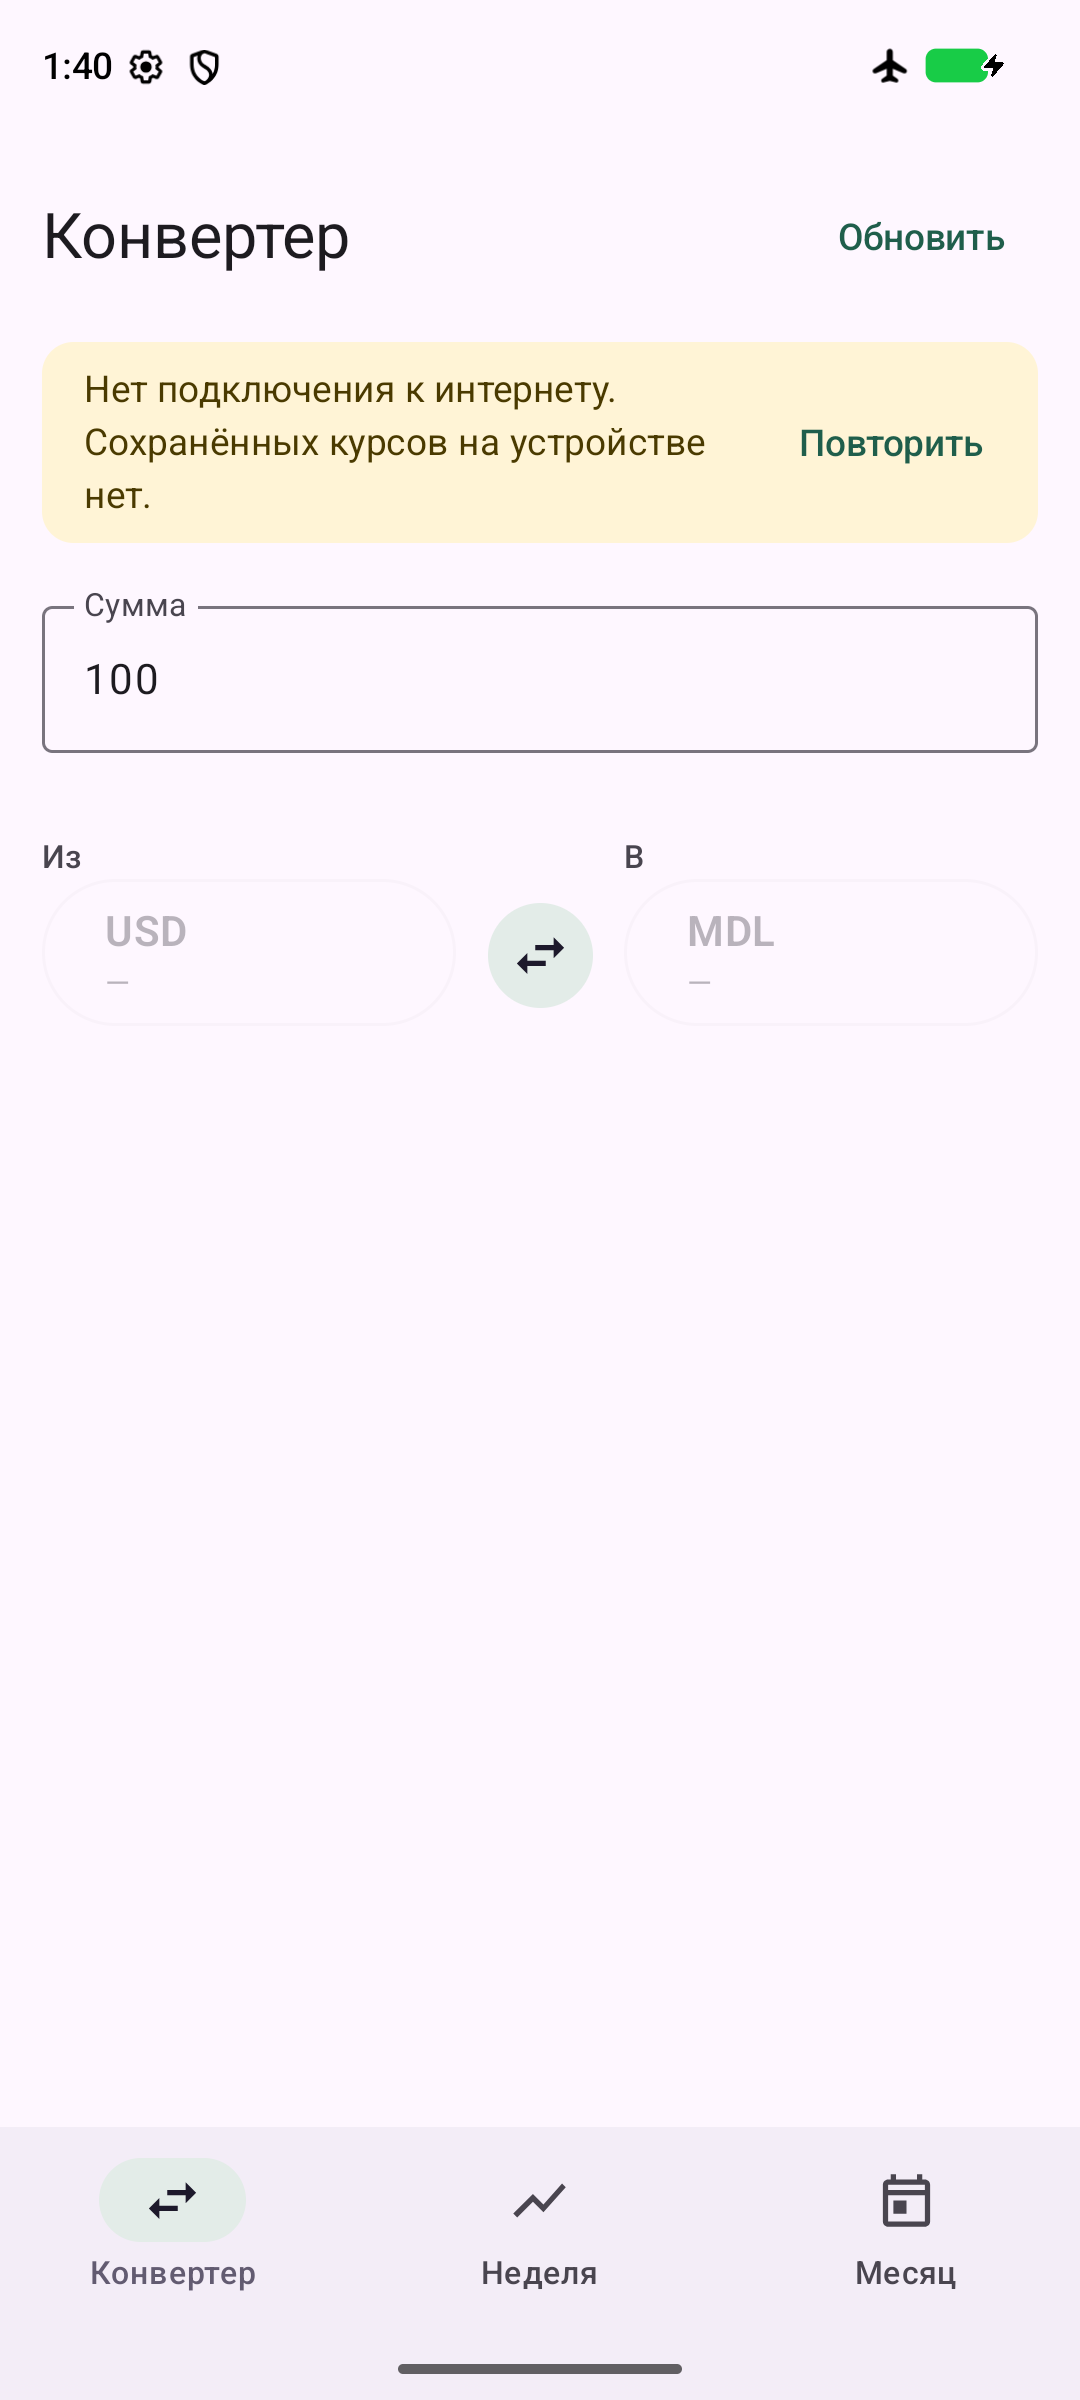 1:40
Конвертер
Обновить
Нет подключения к интернету.
Сохранённых курсов на устройстве
нет.
Повторить
Сумма
100
Из
В
USD
MDL
—
—
Конвертер
Неделя
Месяц